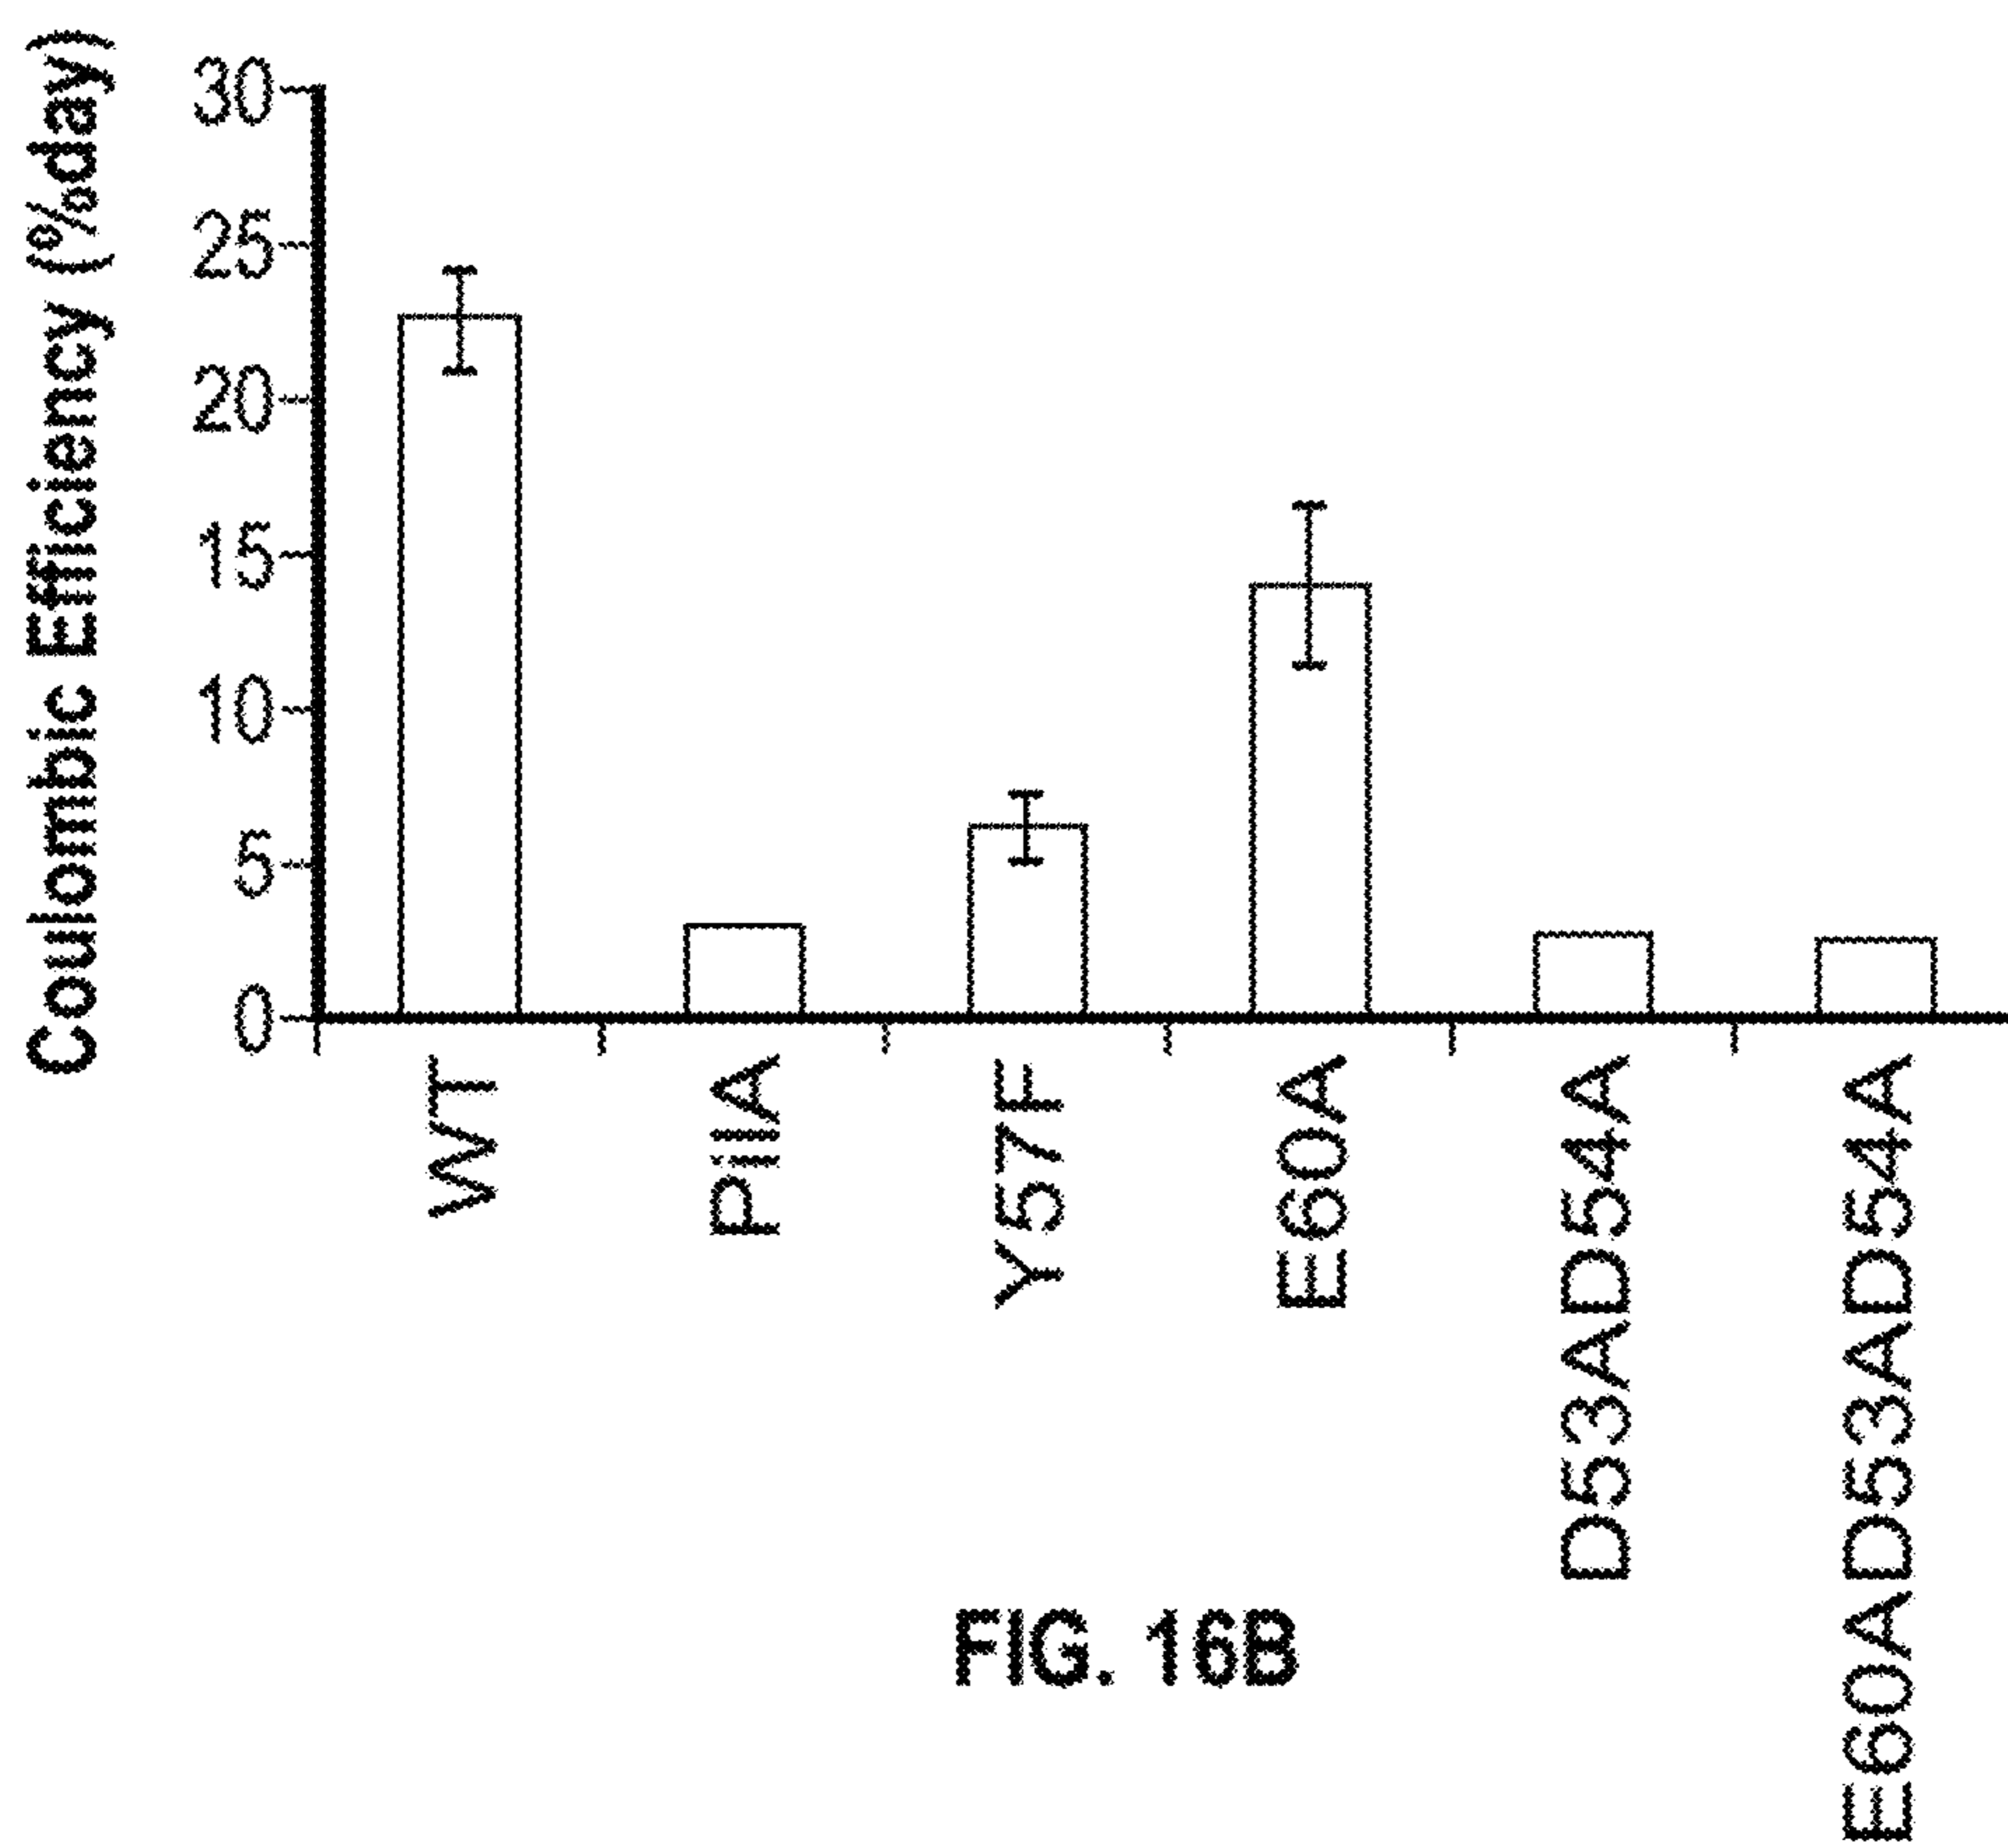 Coulombic Efficiency (%day)
30
25
20
15
10
5
0
WT
PilA
Y57F
E60A
D53AD54A
E60AD53AD54A
FIG. 16B